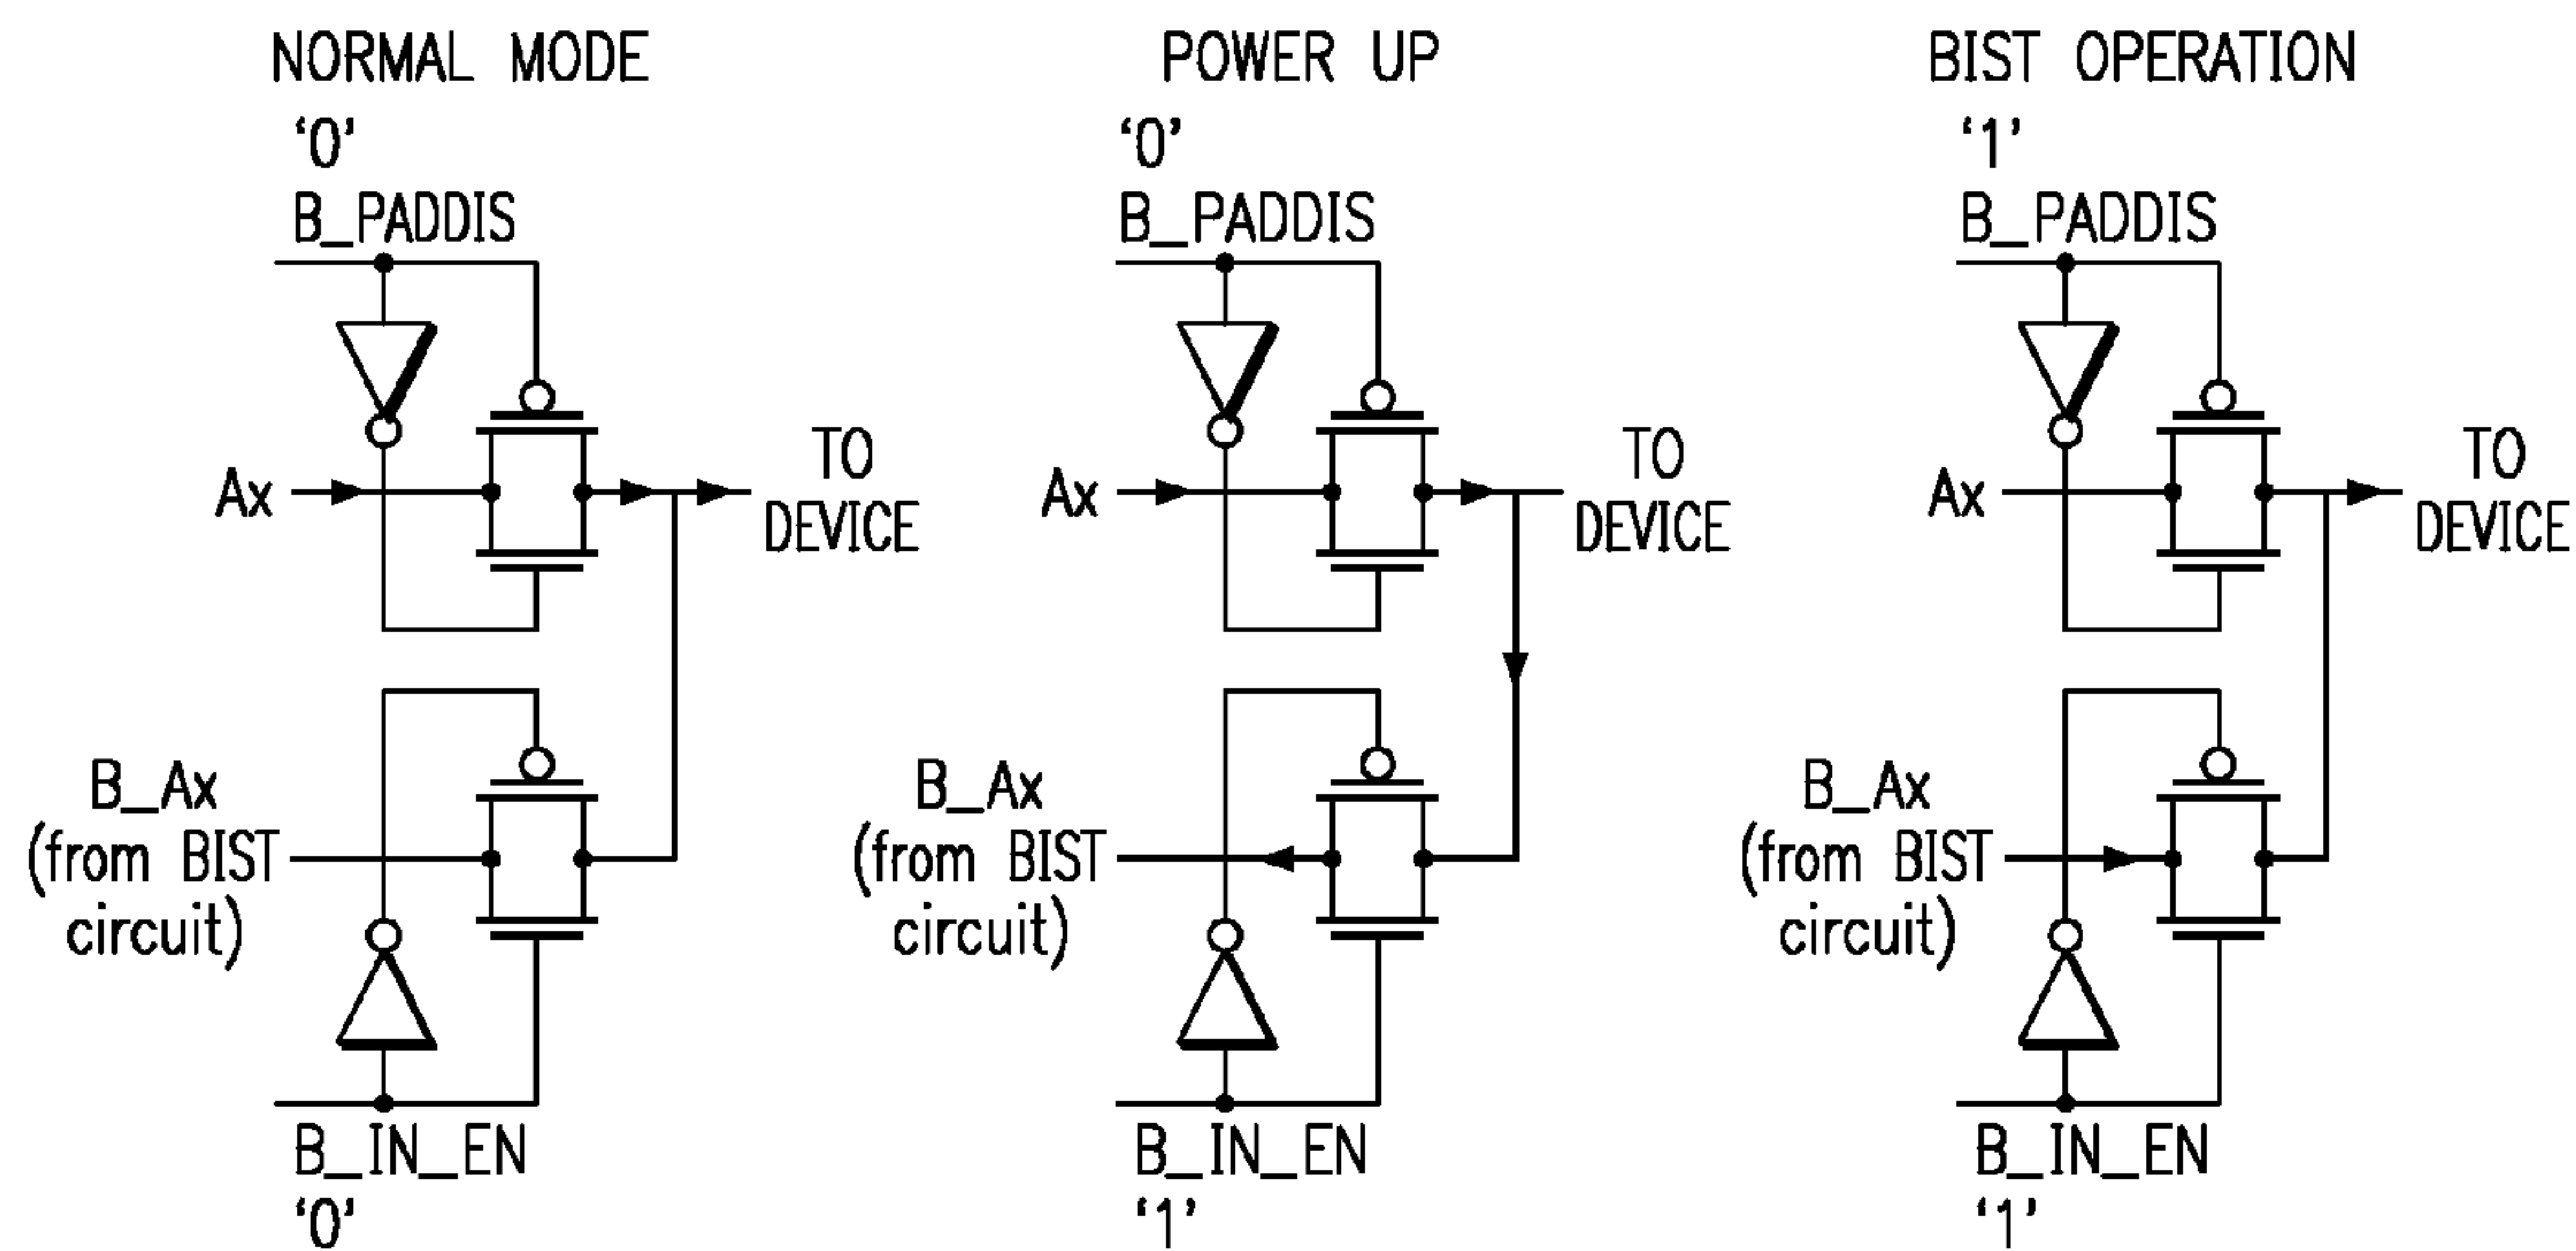 NORMAL MODE
‘0’
B_PADDIS
Ax
TO
DEVICE
B_Ax
(from BIST
circuit)
B_IN_EN
‘0’
POWER UP
‘0’
B_PADDIS
Ax
TO
DEVICE
B_Ax
(from BIST
circuit)
B_IN_EN
‘1’
BIST OPERATION
‘1’
B_PADDIS
Ax
TO
DEVICE
B_Ax
(from BIST
circuit)
B_IN_EN
‘1’